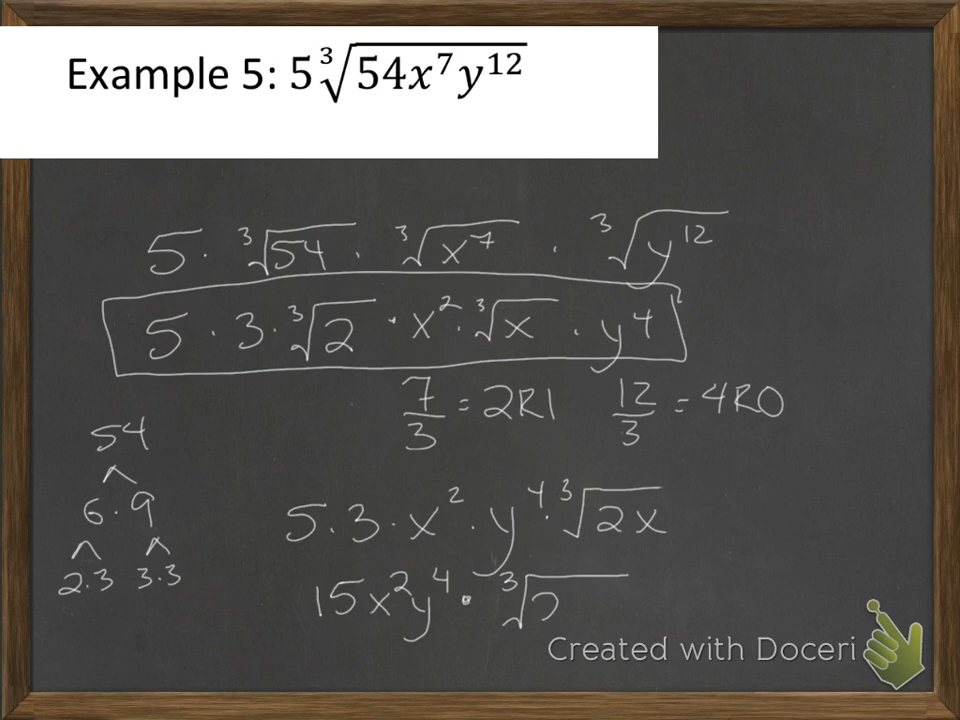 Example 5: 5∛54x⁷y¹²
5 · ∛54 · ∛x⁷ · ∛y¹²
5 · 3 · ∛2 · x² · ∛x · y⁴
7/3 = 2R1 12/3 = 4R0
54
6 · 9
2·3 3·3
5 · 3 · x² · y⁴ · ∛2x
15x²y⁴ · ∛2
Created with Doceri